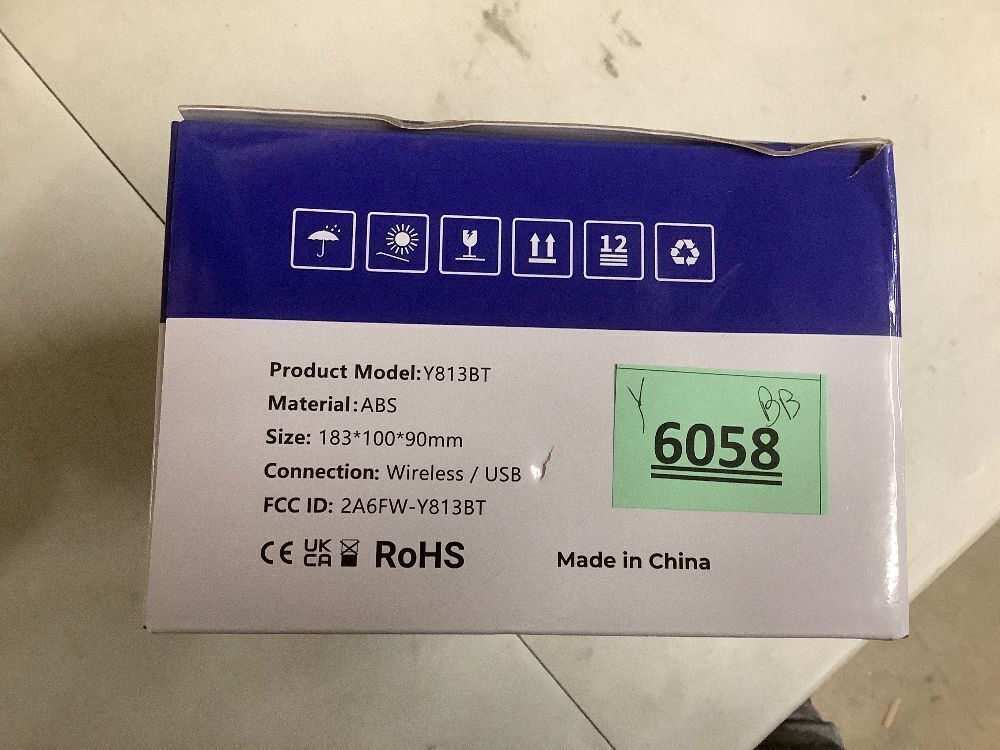 12
Product Model:Y813BT
Material:ABS
Size: 183*100*90mm
Connection: Wireless / USB
FCC ID: 2A6FW-Y813BT
CE UK CA RoHS
Made in China
Y BB
6058